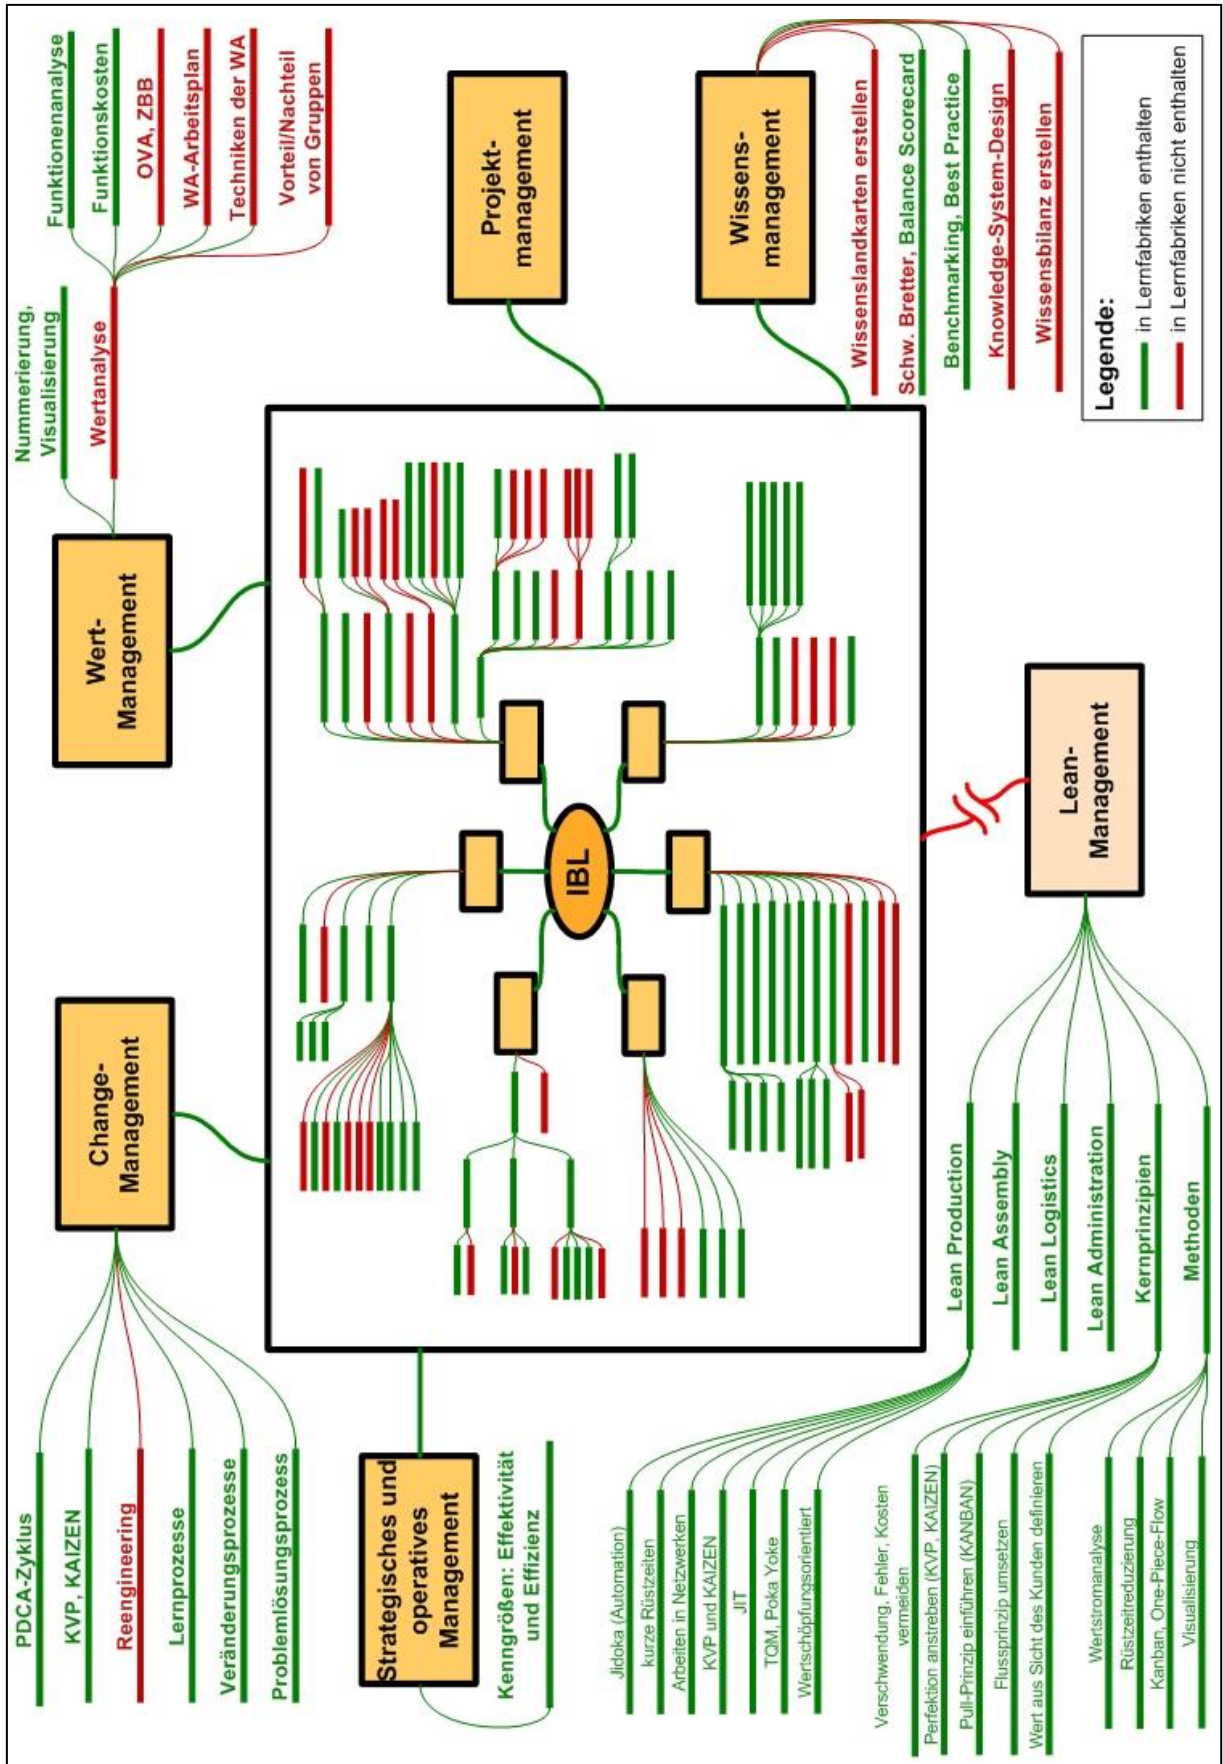 PDCA-Zyklus
KVP, KAIZEN
Reengineering
Lernprozesse
Veränderungsprozesse
Problemlösungsprozess
Change-
Management
Wert-
Management
Nummerierung,
Visualisierung
Wertanalyse
Funktionenanalyse
Funktionskosten
OVA, ZBB
WA-Arbeitsplan
Techniken der WA
Vorteil/Nachteil
von Gruppen
Strategisches und
operatives
Management
Kenngrößen: Effektivität
und Effizienz
IBL
Projekt-
management
Wissens-
management
Wissenslandkarten erstellen
Schw. Bretter, Balance Scorecard
Benchmarking, Best Practice
Knowledge-System-Design
Wissensbilanz erstellen
Lean-
Management
Lean Production
Lean Assembly
Lean Logistics
Lean Administration
Kernprinzipien
Methoden
Jidoka (Automation)
kurze Rüstzeiten
Arbeiten in Netzwerken
KVP und KAIZEN
JIT
TQM, Poka Yoke
Wertschöpfungsorientiert
Verschwendung, Fehler, Kosten
vermeiden
Perfektion anstreben (KVP, KAIZEN)
Pull-Prinzip einführen (KANBAN)
Flussprinzip umsetzen
Wert aus Sicht des Kunden definieren
Wertstromanalyse
Rüstzeitreduzierung
Kanban, One-Piece-Flow
Visualisierung
Legende:
in Lernfabriken enthalten
in Lernfabriken nicht enthalten